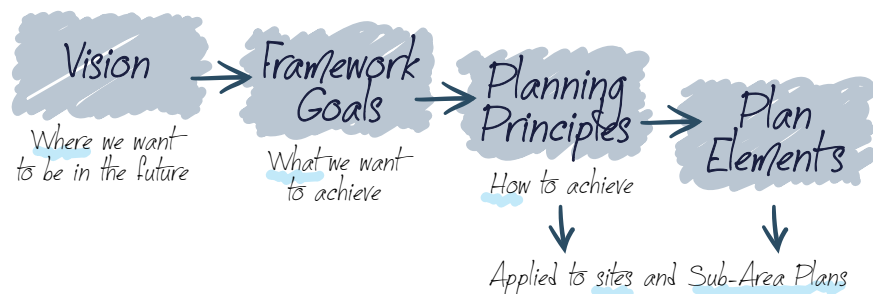 Vision
Where we want
to be in the future
Framework
Goals
What we want
to achieve
Planning
Principles
How to achieve
Plan
Elements
Applied to sites and Sub-Area Plans